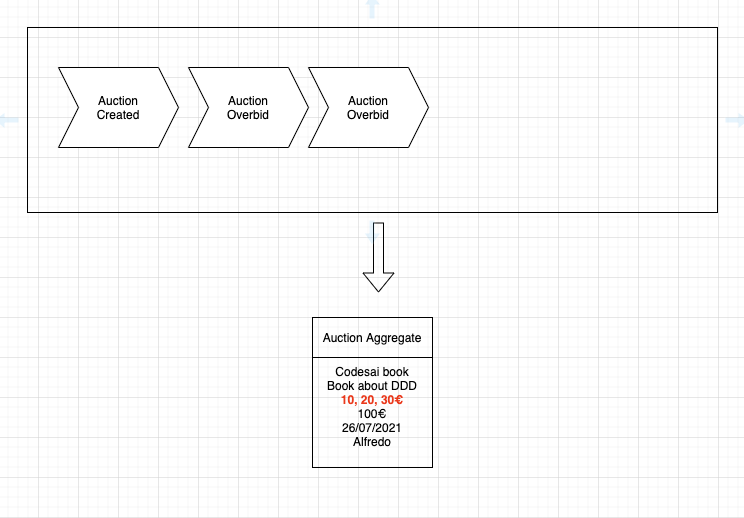 Auction
Created
Auction
Overbid
Auction
Overbid
Auction Aggregate
Codesai book
Book about DDD
10, 20, 30€
100€
26/07/2021
Alfredo